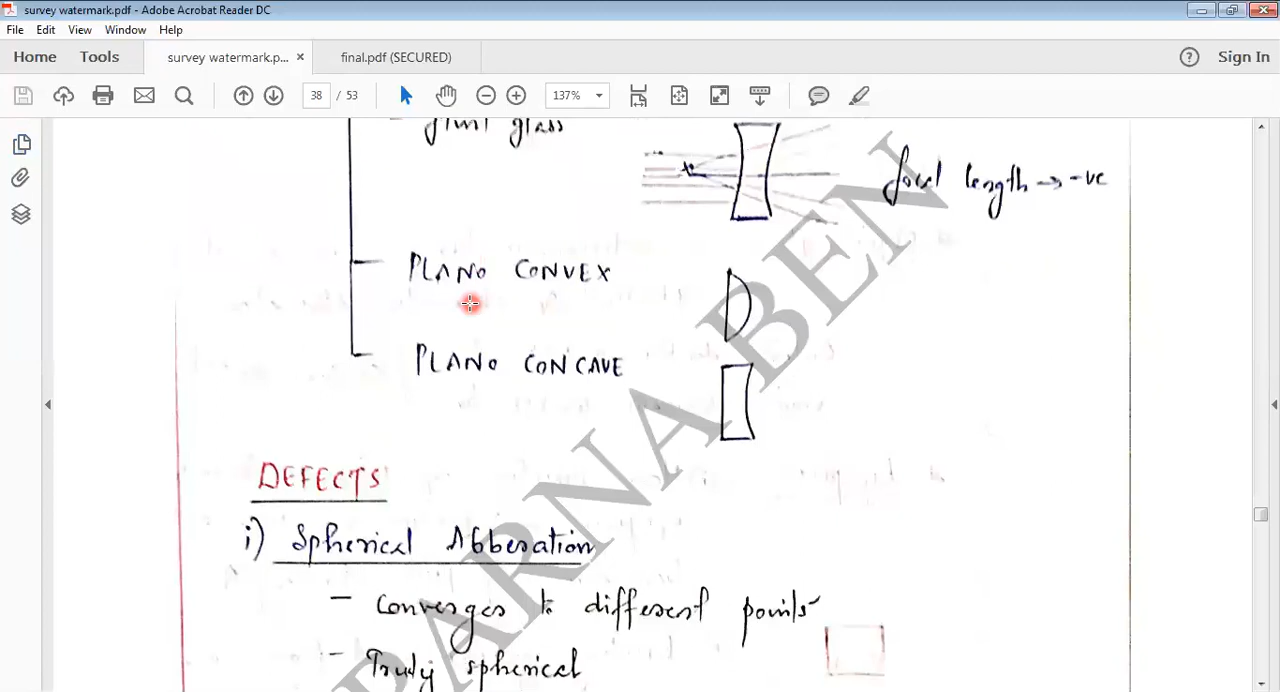 survey watermark.pdf - Adobe Acrobat Reader DC
File Edit View Window Help
Home Tools survey watermark.p... × final.pdf (SECURED) ? Sign In
38 / 53 137%
- flint glass
focal length → -ve
PLANO CONVEX
PLANO CONCAVE
DEFECTS
i) Spherical Abberation
- Converges to different points
- Truly spherical
PARNA BEN